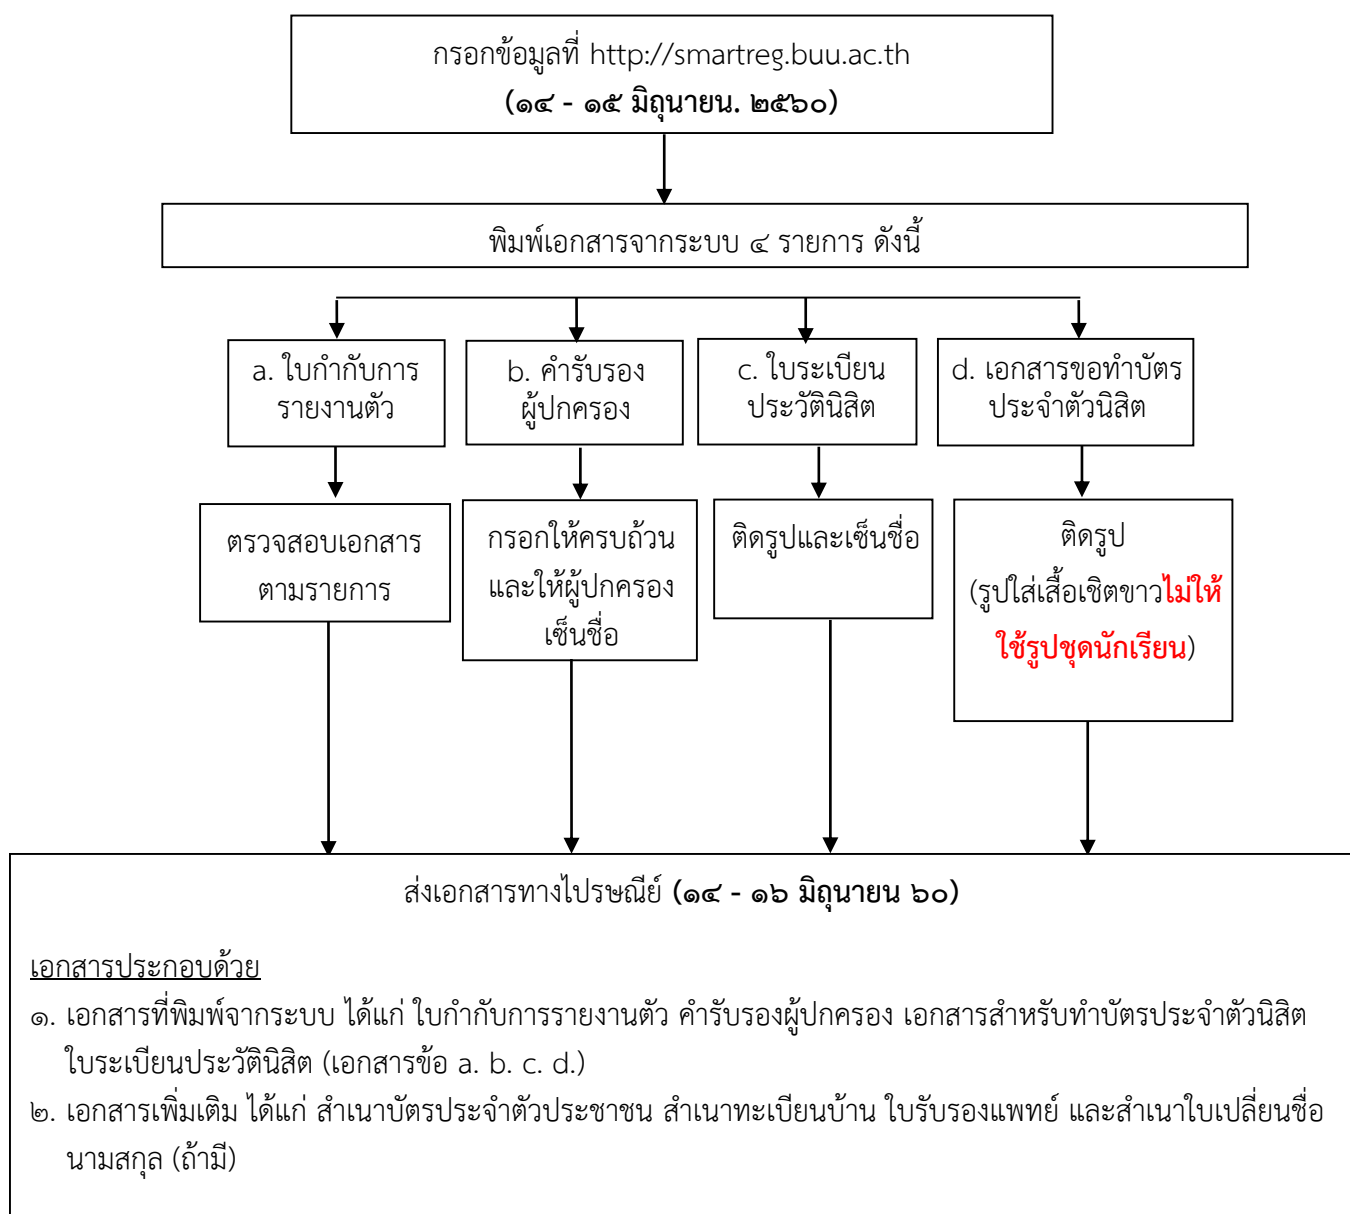 กรอกข้อมูลที่ http://smartreg.buu.ac.th
(๑๔ - ๑๕ มิถุนายน. ๒๕๖๐)
พิมพ์เอกสารจากระบบ ๔ รายการ ดังนี้
a. ใบกำกับการ
รายงานตัว
b. คำรับรอง
ผู้ปกครอง
c. ใบระเบียน
ประวัตินิสิต
d. เอกสารขอทำบัตร
ประจำตัวนิสิต
ตรวจสอบเอกสาร
ตามรายการ
กรอกให้ครบถ้วน
และให้ผู้ปกครอง
เซ็นชื่อ
ติดรูปและเซ็นชื่อ
ติดรูป
(รูปใส่เสื้อเชิตขาวไม่ให้
ใช้รูปชุดนักเรียน)
ส่งเอกสารทางไปรษณีย์ (๑๔ - ๑๖ มิถุนายน ๖๐)
เอกสารประกอบด้วย
๑. เอกสารที่พิมพ์จากระบบ ได้แก่ ใบกำกับการรายงานตัว คำรับรองผู้ปกครอง เอกสารสำหรับทำบัตรประจำตัวนิสิต
ใบระเบียนประวัตินิสิต (เอกสารข้อ a. b. c. d.)
๒. เอกสารเพิ่มเติม ได้แก่ สำเนาบัตรประจำตัวประชาชน สำเนาทะเบียนบ้าน ใบรับรองแพทย์ และสำเนาใบเปลี่ยนชื่อ
นามสกุล (ถ้ามี)